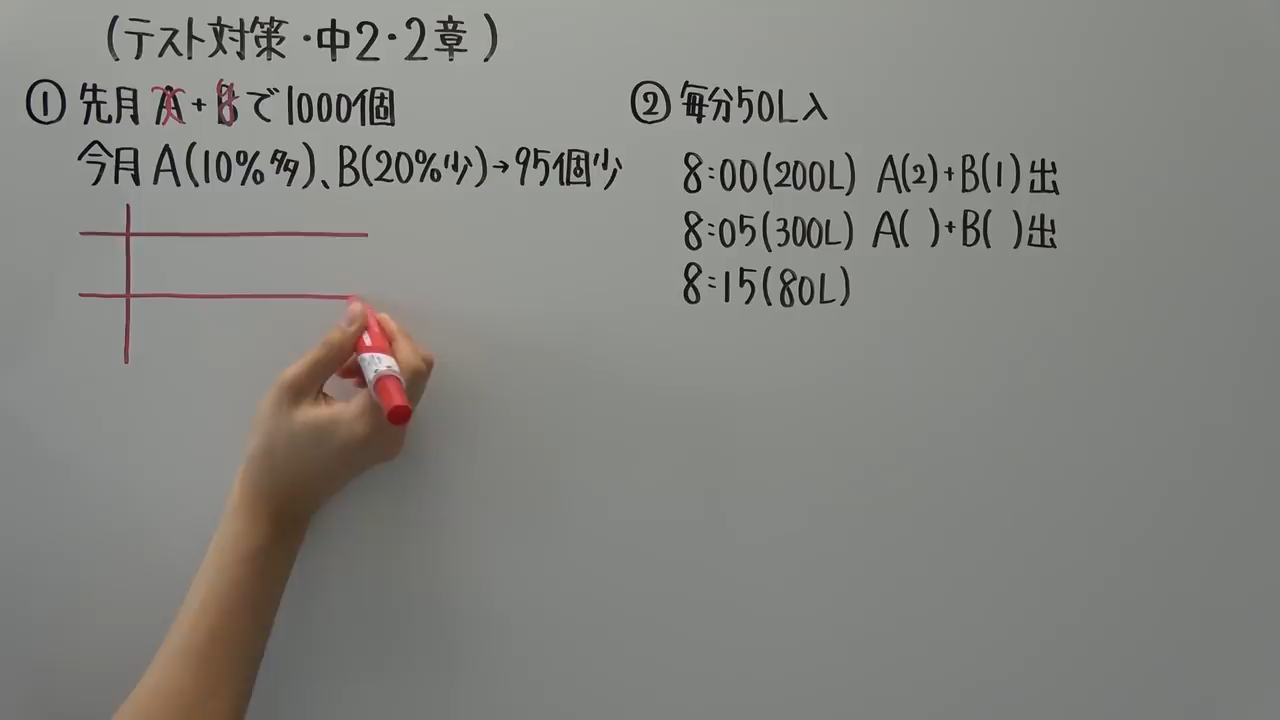 (テスト対策・中2・2章)
① 先月 A+Bで1000個
今月 A(10%多)、B(20%少)→95個少
② 毎分50L入
8:00(200L) A(2)+B(1)出
8:05(300L) A( )+B( )出
8:15(80L)